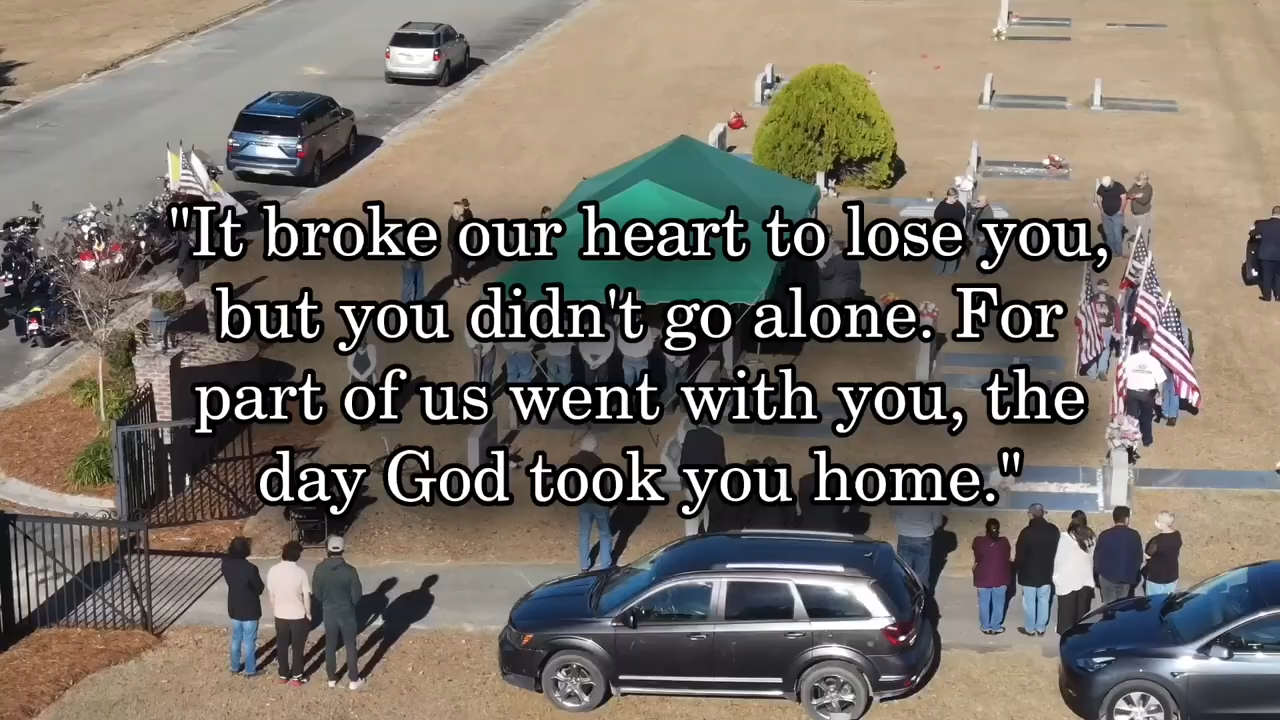 "It broke our heart to lose you,
but you didn't go alone. For
part of us went with you, the
day God took you home."